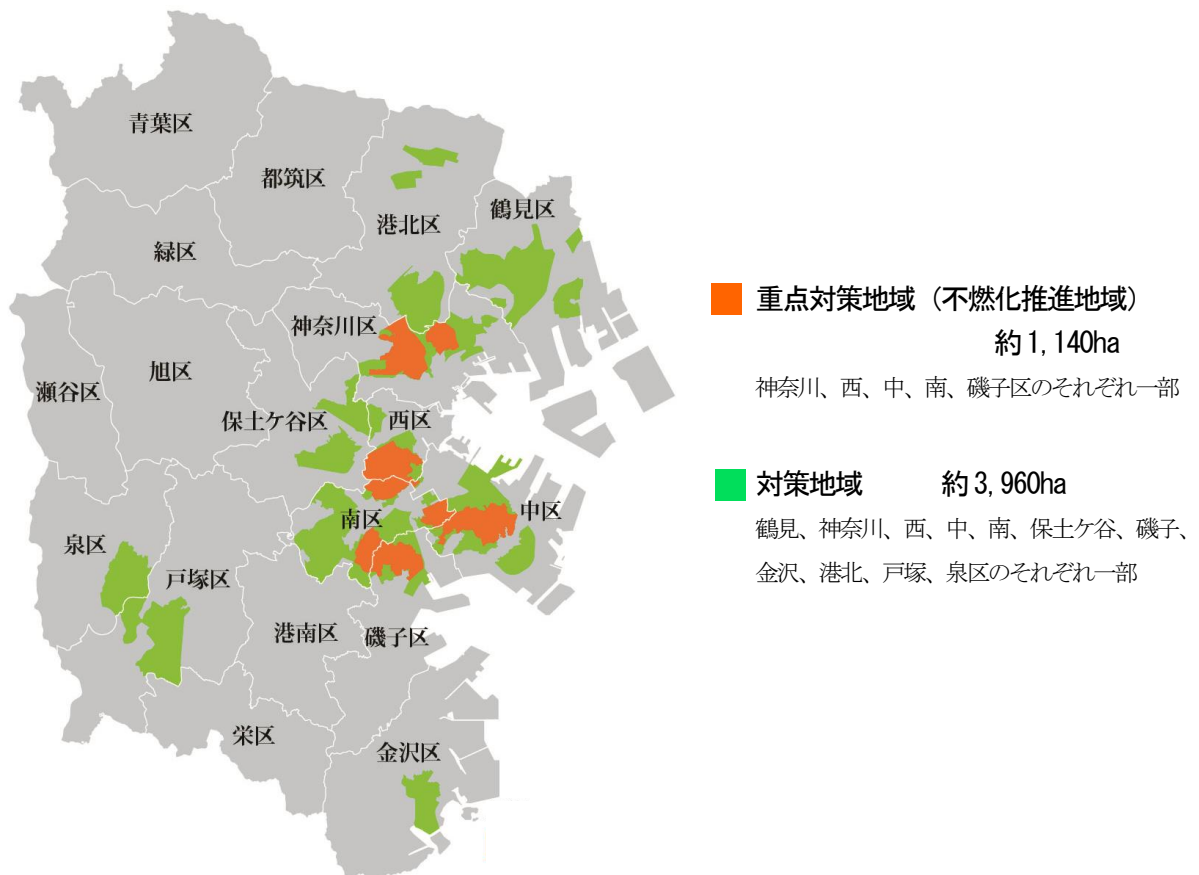 青葉区
都筑区
港北区
鶴見区
緑区
神奈川区
旭区
瀬谷区
保土ケ谷区
西区
中区
南区
泉区
戸塚区
港南区
磯子区
栄区
金沢区
重点対策地域（不燃化推進地域）
約1,140ha
神奈川、西、中、南、磯子区のそれぞれ一部
対策地域 約3,960ha
鶴見、神奈川、西、中、南、保土ケ谷、磯子、
金沢、港北、戸塚、泉区のそれぞれ一部